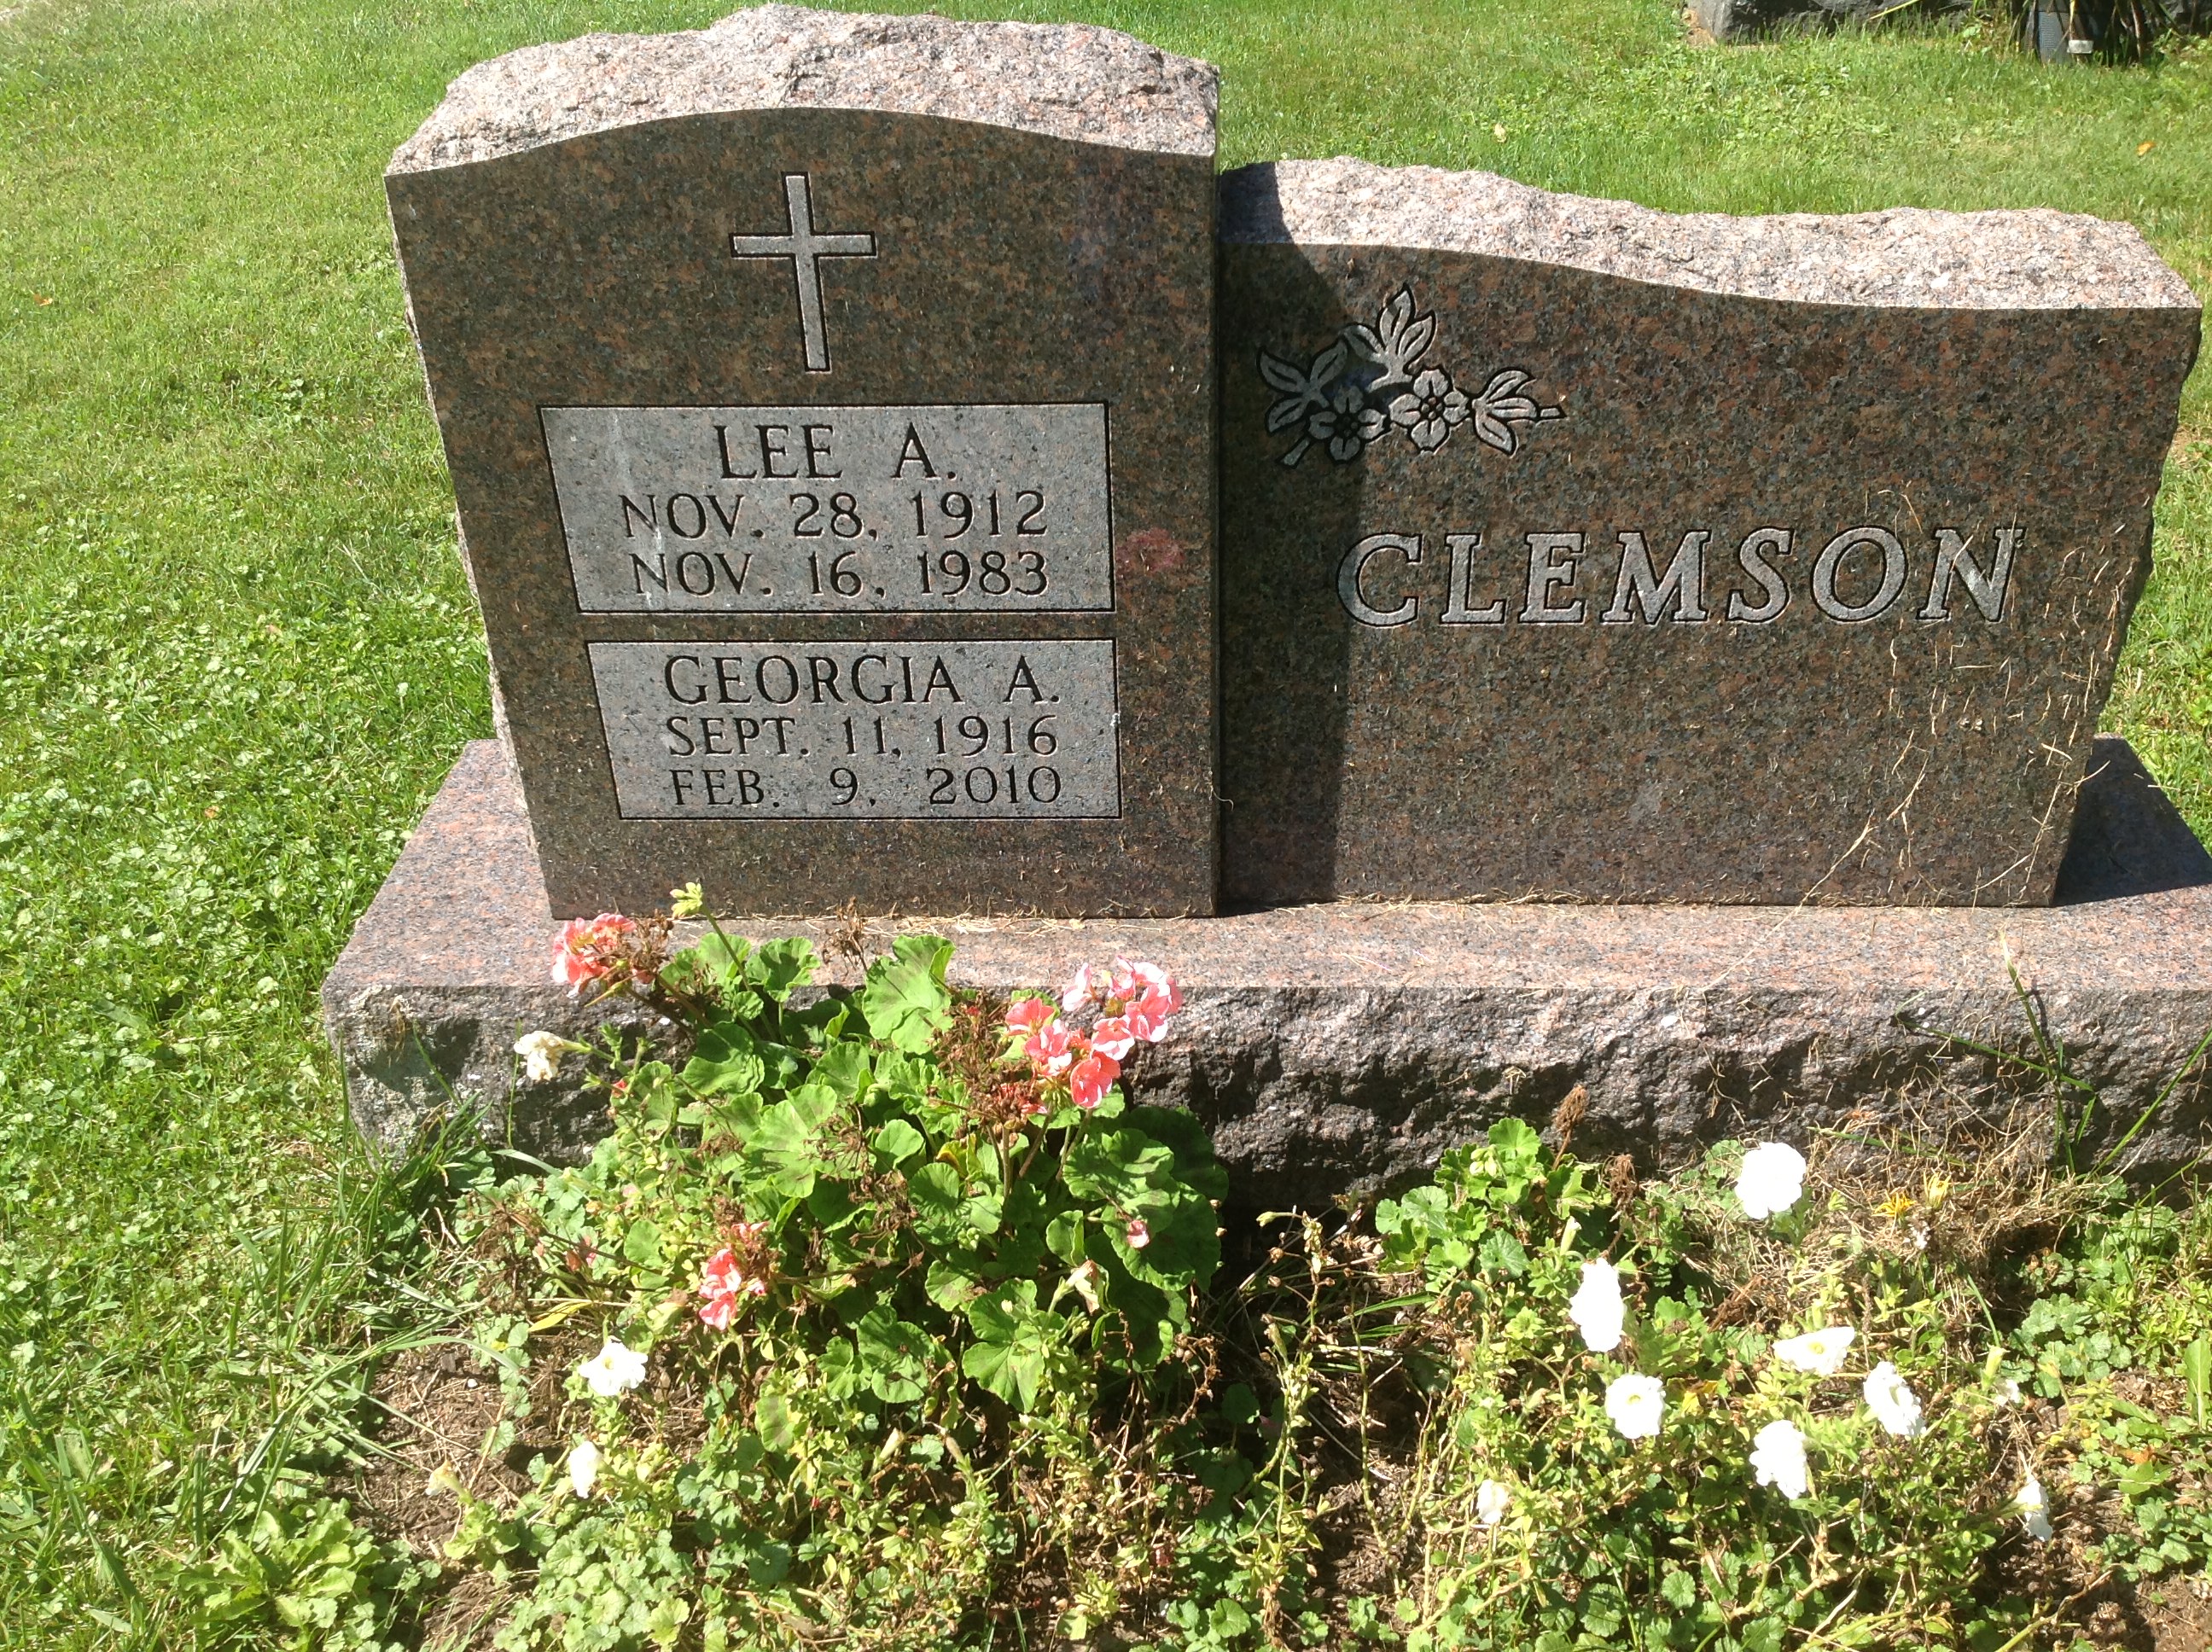 LEE A.
NOV. 28, 1912
NOV. 16, 1983
GEORGIA A.
SEPT. 11, 1916
FEB. 9, 2010
CLEMSON